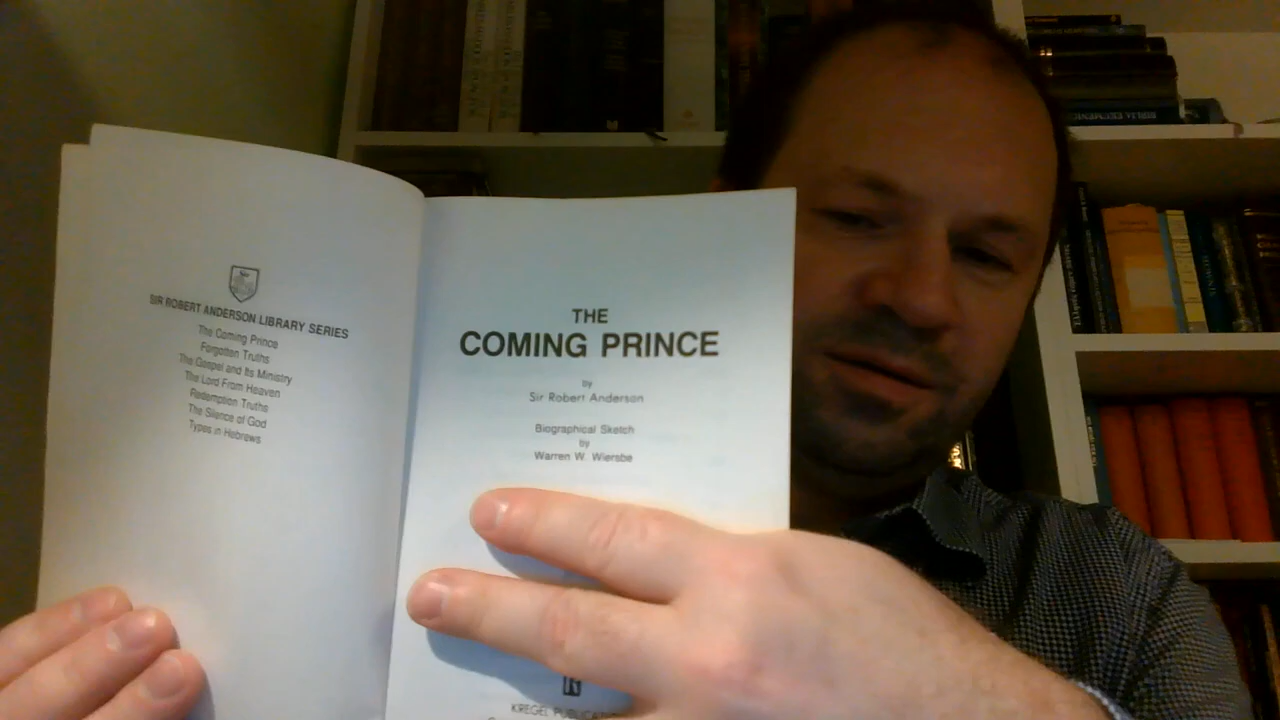 SIR ROBERT ANDERSON LIBRARY SERIES
The Coming Prince
Forgotten Truths
The Gospel and Its Ministry
The Lord From Heaven
Redemption Truths
The Silence of God
Types in Hebrews
THE
COMING PRINCE
by
Sir Robert Anderson
Biographical Sketch
by
Warren W. Wiersbe
KREGEL
BIBLIA ECUMENICA